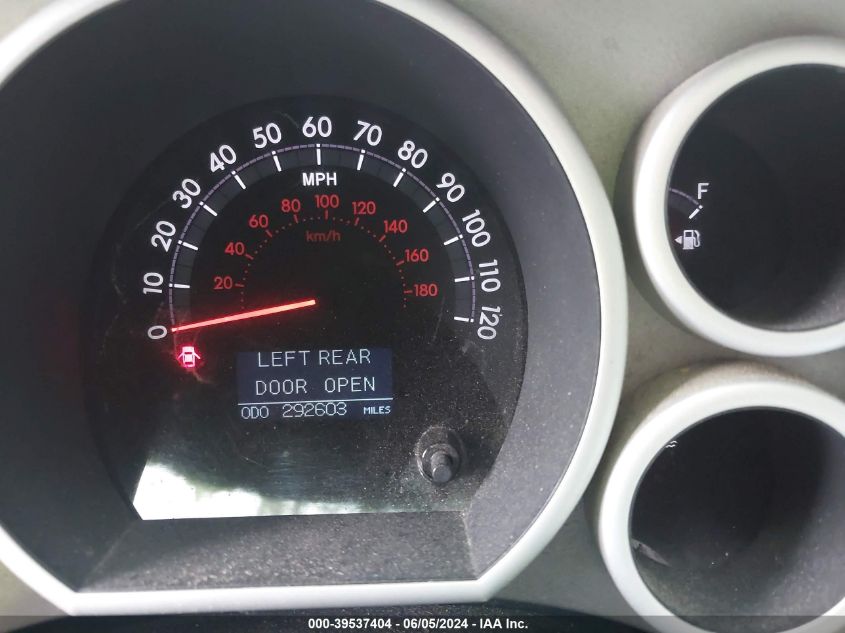 0 10 20 30 40 50 60 70 80 90 100 110 120
MPH
20 40 60 80 100 120 140 160 180
km/h
LEFT REAR
DOOR OPEN
ODO 292603 MILES
F
000-39537404 - 06/05/2024 - IAA Inc.